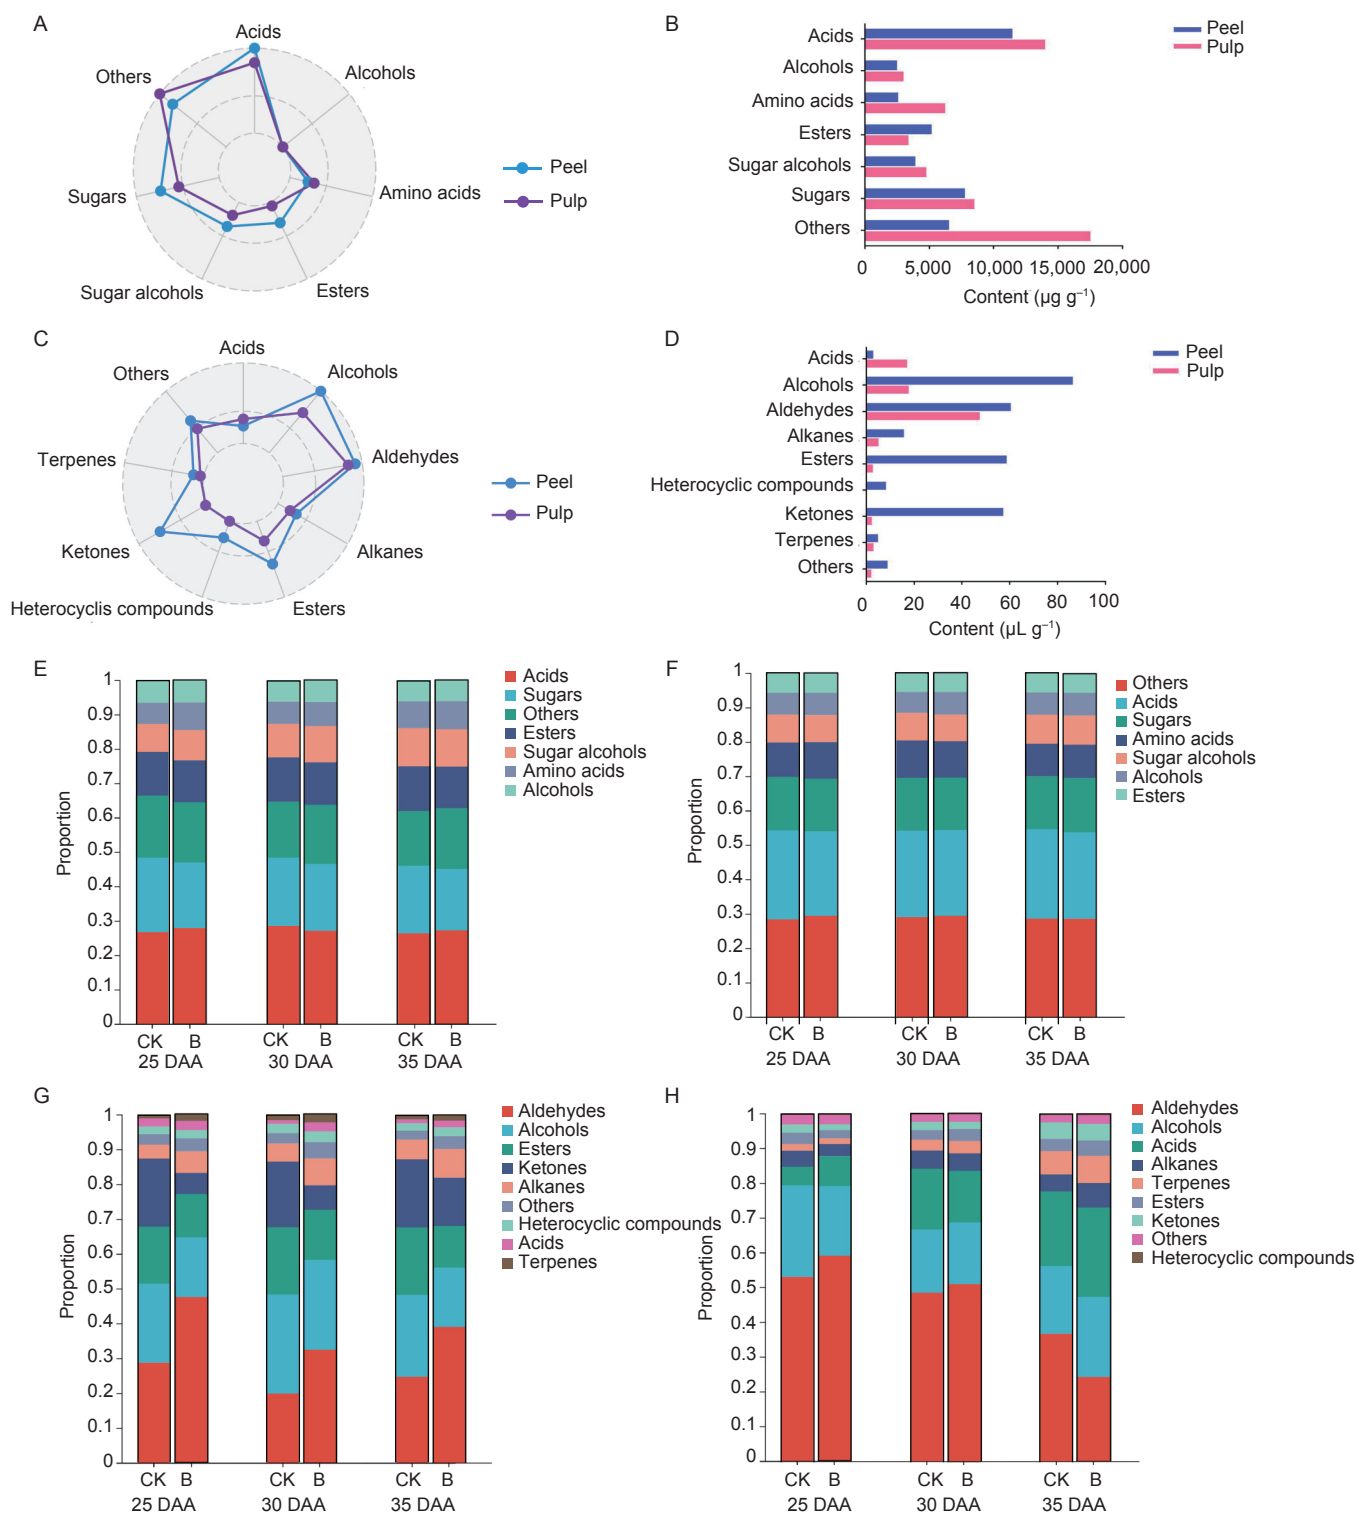 A
Acids
Alcohols
Others
Sugars
Amino acids
Sugar alcohols
Esters
Peel
Pulp
B
Acids
Alcohols
Amino acids
Esters
Sugar alcohols
Sugars
Others
0 5,000 10,000 15,000 20,000
Content (µg g⁻¹)
Peel
Pulp
C
Acids
Alcohols
Others
Aldehydes
Terpenes
Ketones
Alkanes
Heterocyclis compounds
Esters
Peel
Pulp
D
Acids
Alcohols
Aldehydes
Alkanes
Esters
Heterocyclic compounds
Ketones
Terpenes
Others
0 20 40 60 80 100
Content (µL g⁻¹)
Peel
Pulp
E
1
0.9
0.8
0.7
0.6
0.5
0.4
0.3
0.2
0.1
0
Proportion
CK B CK B CK B
25 DAA 30 DAA 35 DAA
Acids
Sugars
Others
Esters
Sugar alcohols
Amino acids
Alcohols
F
1
0.9
0.8
0.7
0.6
0.5
0.4
0.3
0.2
0.1
0
Proportion
CK B CK B CK B
25 DAA 30 DAA 35 DAA
Others
Acids
Sugars
Amino acids
Sugar alcohols
Alcohols
Esters
G
1
0.9
0.8
0.7
0.6
0.5
0.4
0.3
0.2
0.1
0
Proportion
CK B CK B CK B
25 DAA 30 DAA 35 DAA
Aldehydes
Alcohols
Esters
Ketones
Alkanes
Others
Heterocyclic compounds
Acids
Terpenes
H
1
0.9
0.8
0.7
0.6
0.5
0.4
0.3
0.2
0.1
0
Proportion
CK B CK B CK B
25 DAA 30 DAA 35 DAA
Aldehydes
Alcohols
Acids
Alkanes
Terpenes
Esters
Ketones
Others
Heterocyclic compounds